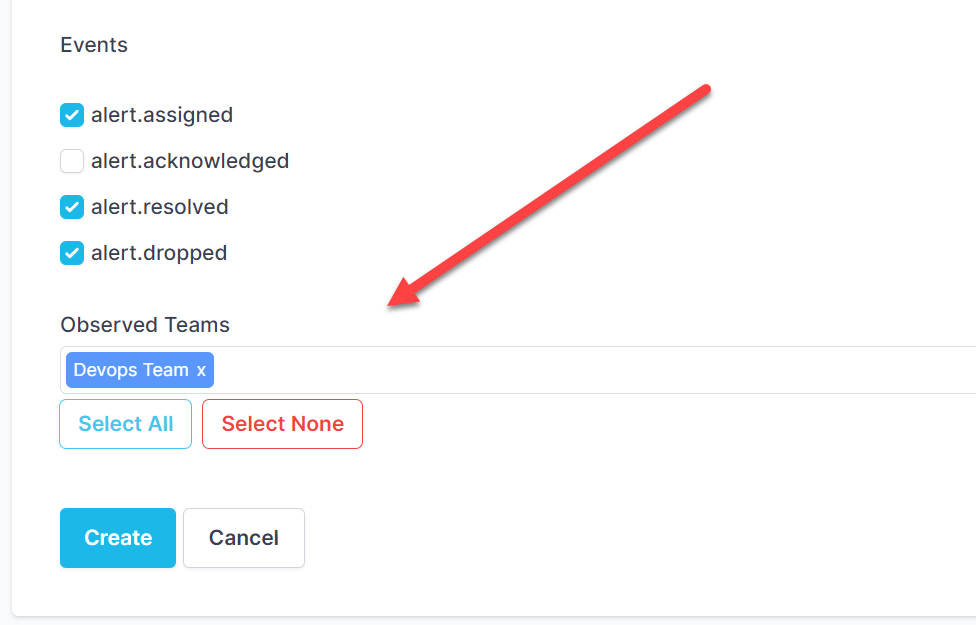 Events
alert.assigned
alert.acknowledged
alert.resolved
alert.dropped
Observed Teams
Devops Team x
Select All Select None
Create Cancel